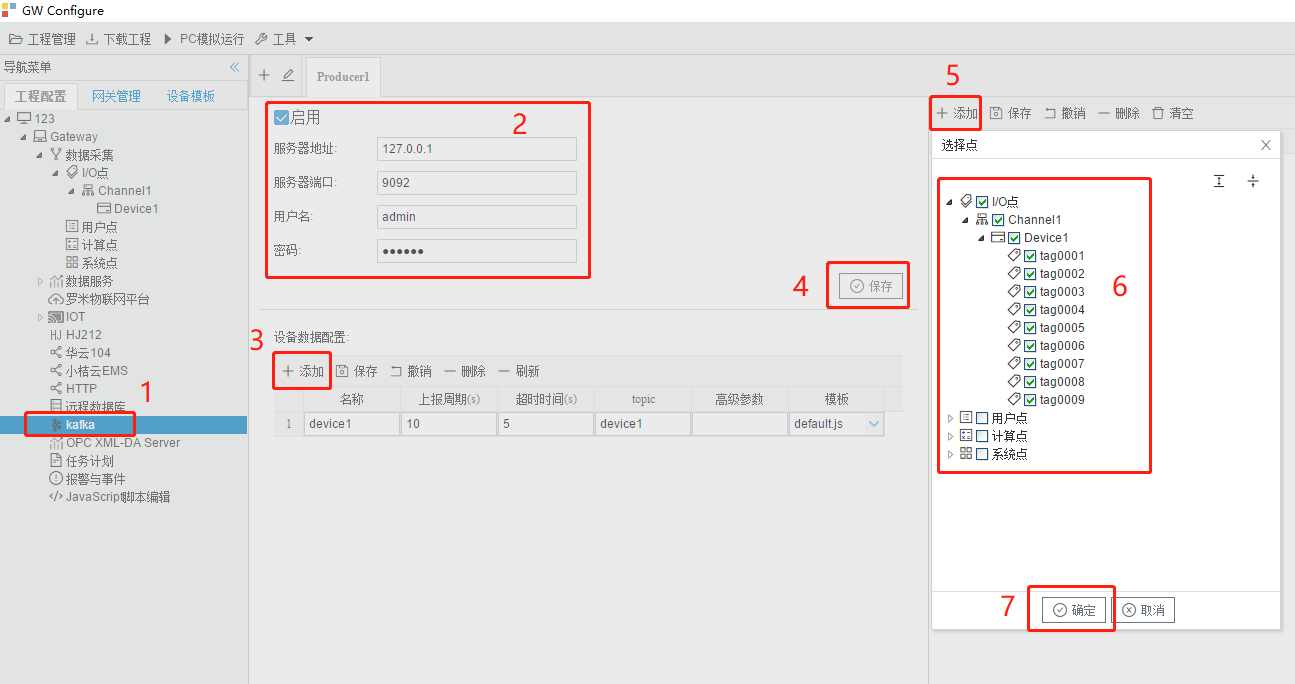 GW Configure
工程管理 下载工程 PC模拟运行 工具
导航菜单
工程配置 网关管理 设备模板
123
Gateway
数据采集
I/O点
Channel1
Device1
用户点
计算点
系统点
数据服务
罗米物联网平台
IOT
HJ HJ212
华云104
小桔云EMS
HTTP
远程数据库
1
kafka
OPC XML-DA Server
任务计划
报警与事件
JavaScript脚本编辑
Producer1
启用
2
服务器地址: 127.0.0.1
服务器端口: 9092
用户名: admin
密码: ●●●●●●
4
保存
设备数据配置:
3
添加 保存 撤销 删除 刷新
名称 上报周期(s) 超时时间(s) topic 高级参数 模板
1 device1 10 5 device1 default.js
5
添加 保存 撤销 删除 清空
选择点
I/O点
Channel1
Device1
tag0001
tag0002
tag0003
tag0004
tag0005
tag0006
tag0007
tag0008
tag0009
6
用户点
计算点
系统点
7
确定 取消